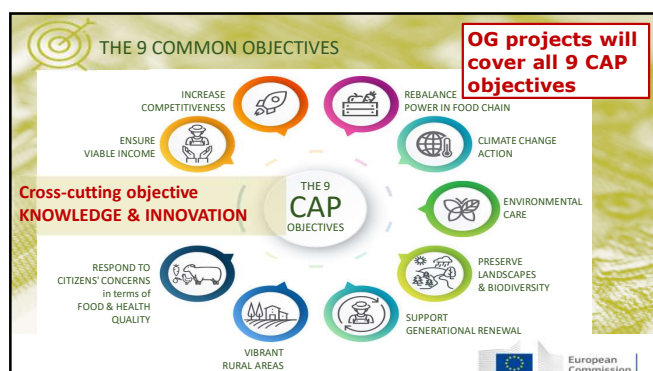 THE 9 COMMON OBJECTIVES
OG projects will
cover all 9 CAP
objectives
INCREASE
COMPETITIVENESS
REBALANCE
POWER IN FOOD CHAIN
ENSURE
VIABLE INCOME
CLIMATE CHANGE
ACTION
Cross-cutting objective
KNOWLEDGE & INNOVATION
THE 9
CAP
OBJECTIVES
ENVIRONMENTAL
CARE
RESPOND TO
CITIZENS' CONCERNS
in terms of
FOOD & HEALTH
QUALITY
PRESERVE
LANDSCAPES
& BIODIVERSITY
SUPPORT
GENERATIONAL RENEWAL
VIBRANT
RURAL AREAS
European
Commission